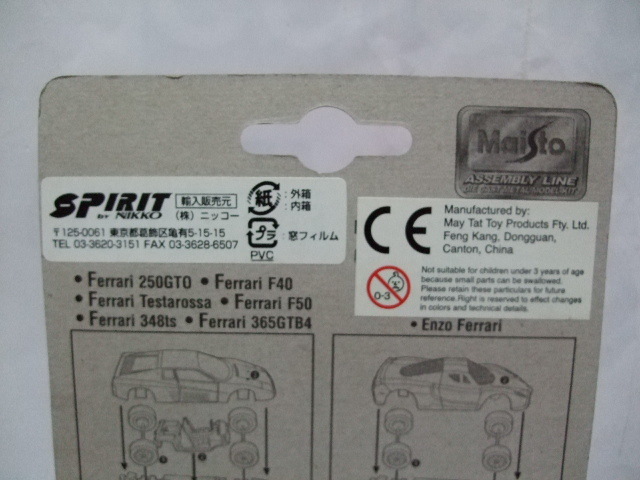 Maisto
ASSEMBLY LINE
DIE CAST METAL MODEL KIT
SPIRIT
by NIKKO
輸入販売元
(株)ニッコー
〒125-0061 東京都葛飾区亀有5-15-15
TEL 03-3620-3151 FAX 03-3628-6507
紙 :外箱
:内箱
プラ :窓フィルム
PVC
CE
Manufactured by:
May Tat Toy Products Fty. Ltd.
Feng Kang, Dongguan,
Canton, China
0-3
Not suitable for children under 3 years of age
because small parts can be swallowed.
Please retain these particulars for future
reference.Right is reserved to effect changes
in colors and technical details.
• Ferrari 250GTO • Ferrari F40
• Ferrari Testarossa • Ferrari F50
• Ferrari 348ts • Ferrari 365GTB4
• Enzo Ferrari